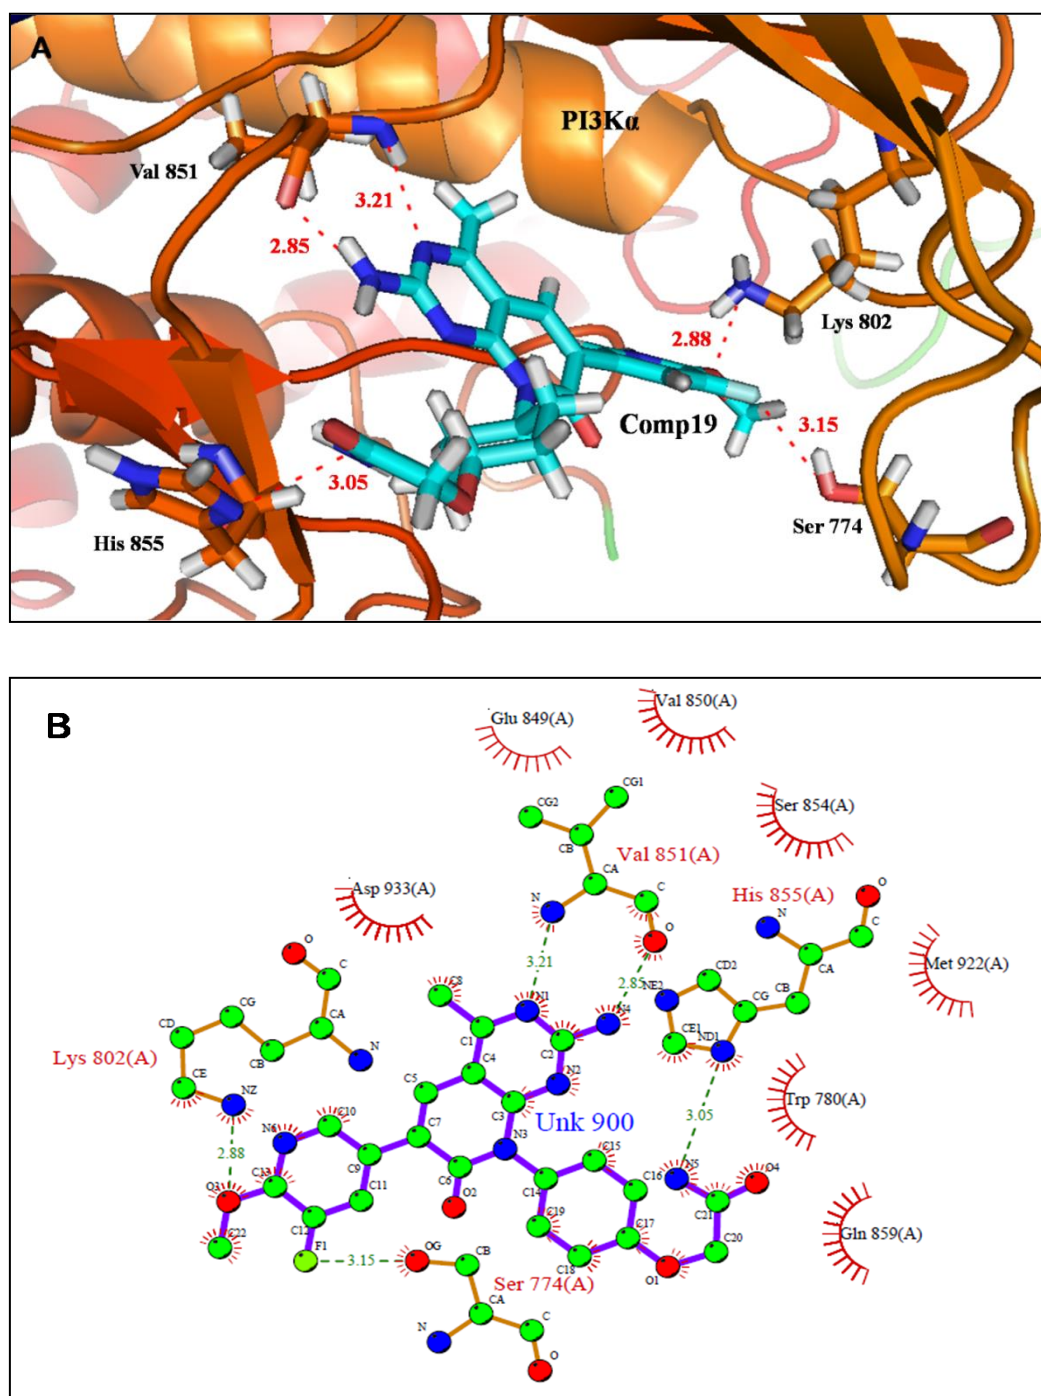 A
PI3Kα
Val 851
3.21
2.85
Lys 802
2.88
Comp19
3.15
3.05
Ser 774
His 855
B
Val 850(A)
Glu 849(A)
CG1
CG2
Ser 854(A)
CB
Val 851(A)
CA
Asp 933(A)
C
His 855(A)
O
N
N
O
C
O
C
CA
Met 922(A)
3.21
CD2
CG
C8
2.85
NE2
CG
CB
CD
CA
N1
N4
CE1
ND1
Lys 802(A)
CB
N
C1
C2
CE
C4
N2
NZ
C5
Trp 780(A)
C10
C3
Unk 900
3.05
N6
C7
N3
C15
2.88
C9
C13
C11
C6
C16
N5
O4
O3
O2
C14
C21
C12
C19
C17
C22
C20
Gln 859(A)
F1
3.15
OG
CB
C18
O1
Ser 774(A)
CA
N
C
O